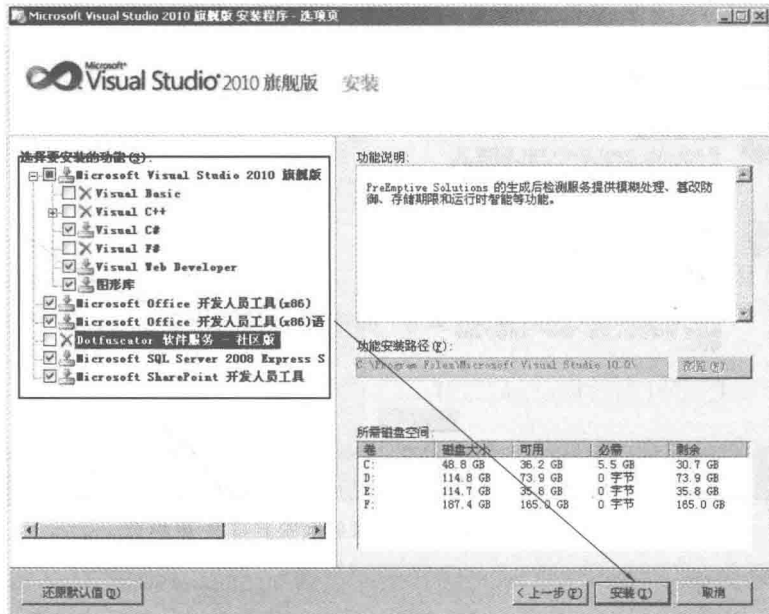 Microsoft Visual Studio 2010 旗舰版 安装程序 - 选项页
Microsoft
Visual Studio 2010 旗舰版 安装
选择要安装的功能(S):
Microsoft Visual Studio 2010 旗舰版
Visual Basic
Visual C++
Visual C#
Visual F#
Visual Web Developer
图形库
Microsoft Office 开发人员工具(x86)
Microsoft Office 开发人员工具(x86)语
Dotfuscator 软件服务 - 社区版
Microsoft SQL Server 2008 Express S
Microsoft SharePoint 开发人员工具
功能说明:
PreEmptive Solutions 的生成后检测服务提供模糊处理、篡改防
御、存储期限和运行时智能等功能。
功能安装路径(P):
C:\Program Files\Microsoft Visual Studio 10.0\ 浏览(W)
所需磁盘空间:
卷 磁盘大小 可用 必需 剩余
C: 48.8 GB 36.2 GB 5.5 GB 30.7 GB
D: 114.8 GB 73.9 GB 0 字节 73.9 GB
E: 114.7 GB 35.8 GB 0 字节 35.8 GB
F: 187.4 GB 165.0 GB 0 字节 165.0 GB
还原默认值(D) < 上一步(P) 安装(I) 取消